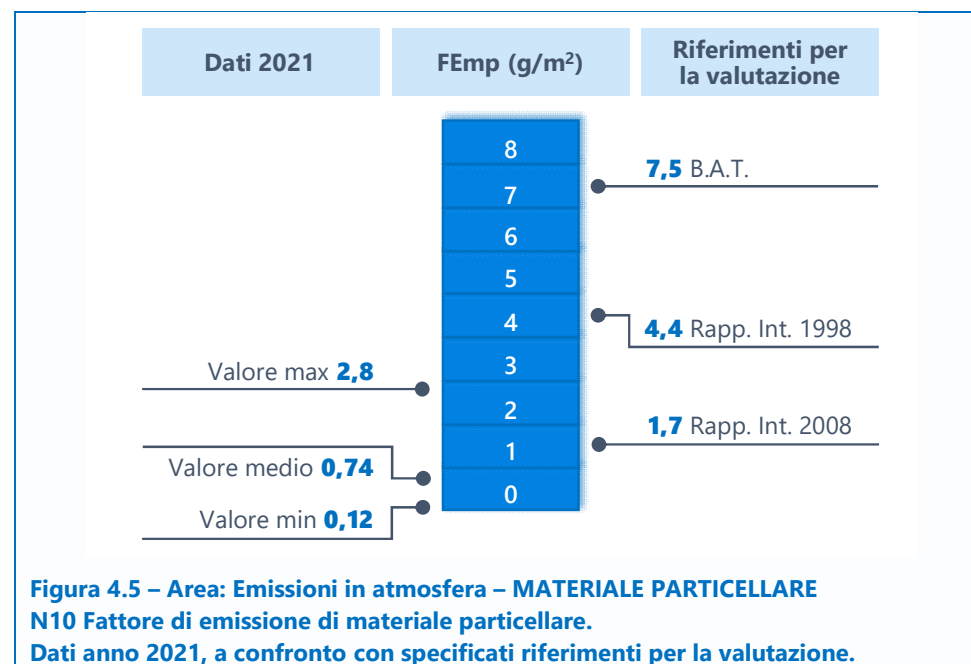 Dati 2021
FEmp (g/m²)
Riferimenti per
la valutazione
8
7,5 B.A.T.
7
6
5
4
4,4 Rapp. Int. 1998
3
Valore max 2,8
2
1,7 Rapp. Int. 2008
1
Valore medio 0,74
0
Valore min 0,12
Figura 4.5 – Area: Emissioni in atmosfera – MATERIALE PARTICELLARE
N10 Fattore di emissione di materiale particellare.
Dati anno 2021, a confronto con specificati riferimenti per la valutazione.